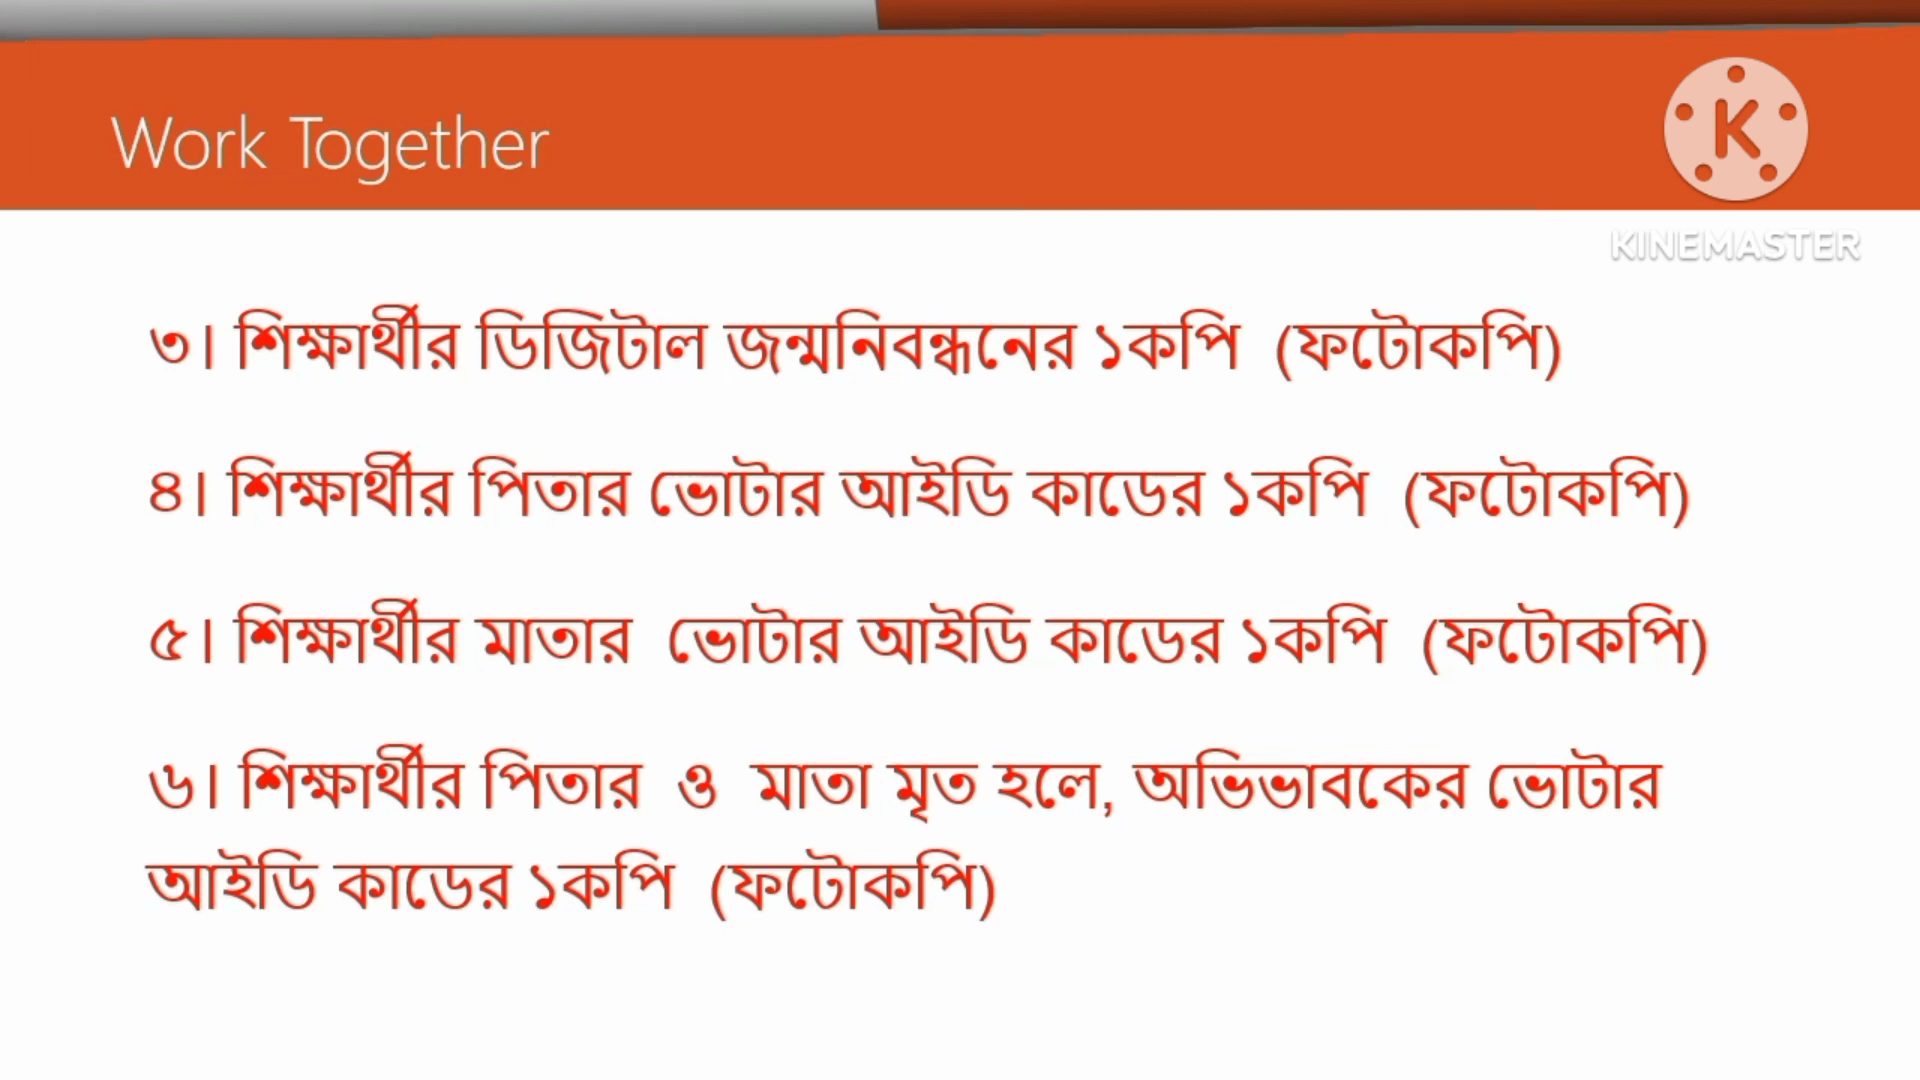 Work Together
K
KINEMASTER
৩। শিক্ষার্থীর ডিজিটাল জন্মনিবন্ধনের ১কপি (ফটোকপি)
৪। শিক্ষার্থীর পিতার ভোটার আইডি কাডের ১কপি (ফটোকপি)
৫। শিক্ষার্থীর মাতার ভোটার আইডি কাডের ১কপি (ফটোকপি)
৬। শিক্ষার্থীর পিতার ও মাতা মৃত হলে, অভিভাবকের ভোটার
আইডি কাডের ১কপি (ফটোকপি)